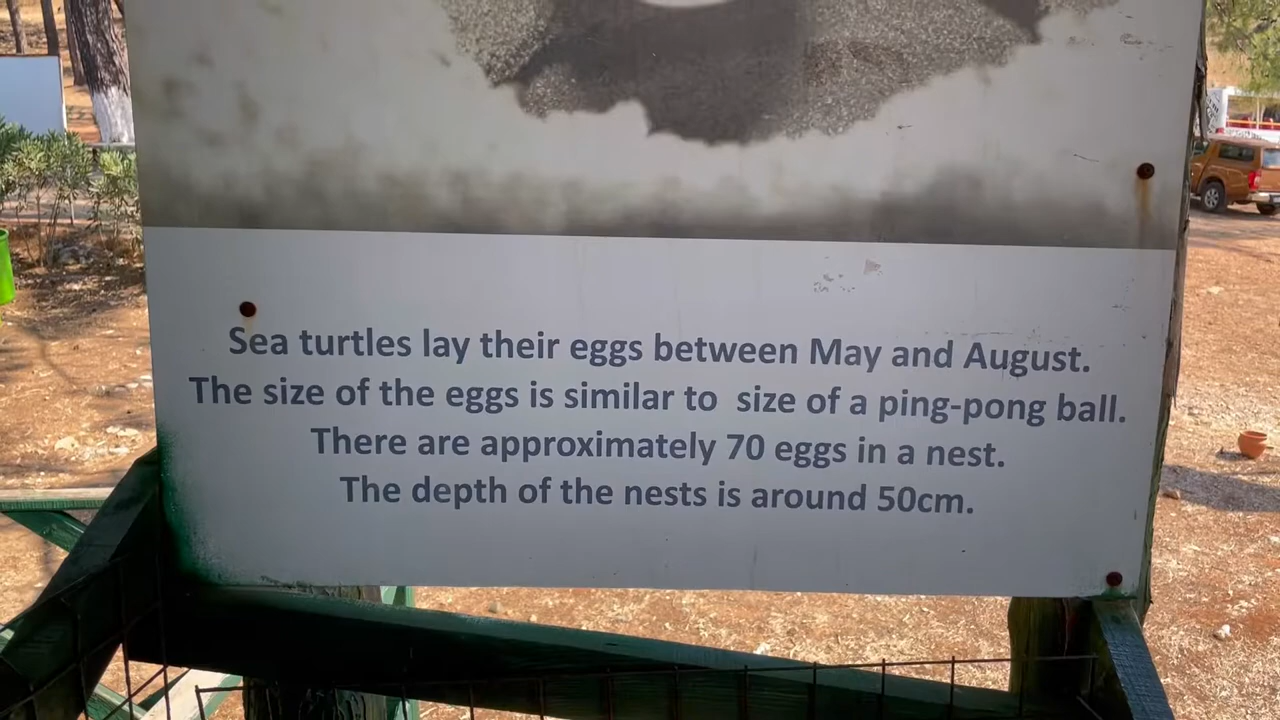 Sea turtles lay their eggs between May and August.
The size of the eggs is similar to  size of a ping-pong ball.
There are approximately 70 eggs in a nest.
The depth of the nests is around 50cm.